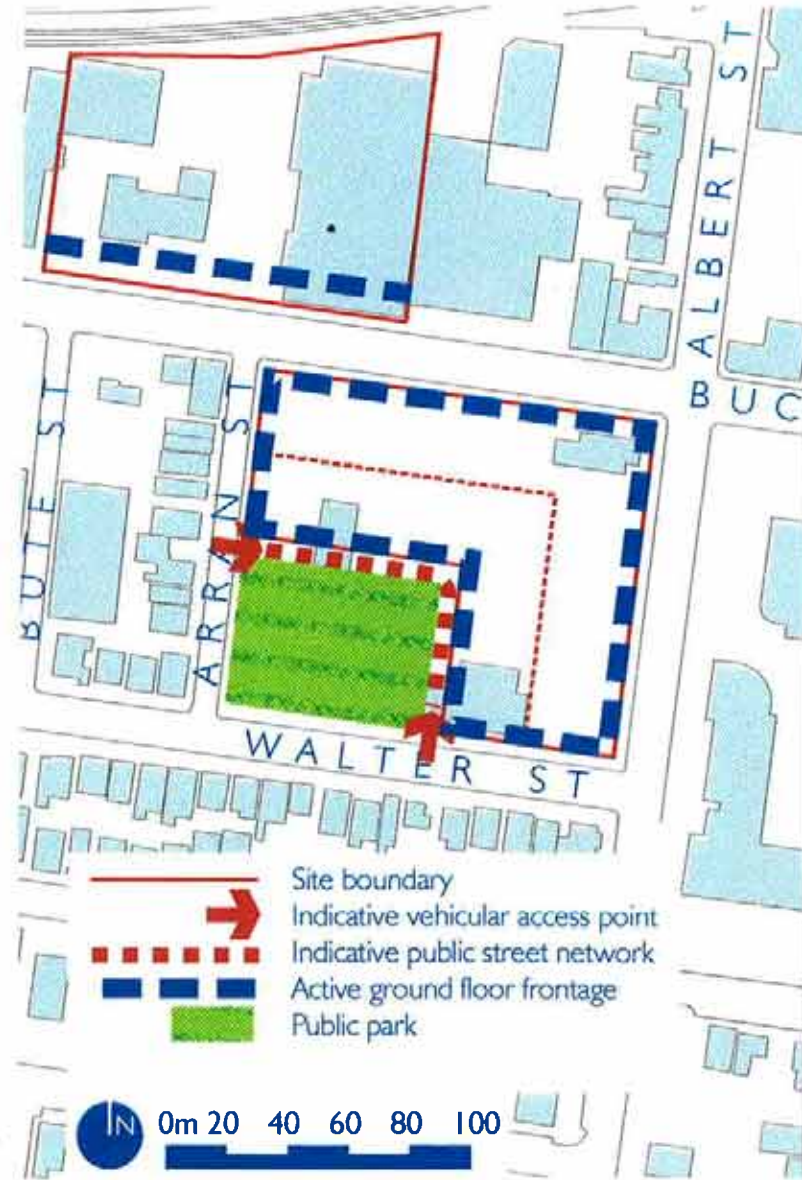 ALBERT ST
BUC
BUTE ST
ARRAN ST
WALTER ST
Site boundary
Indicative vehicular access point
Indicative public street network
Active ground floor frontage
Public park
N 0m 20 40 60 80 100